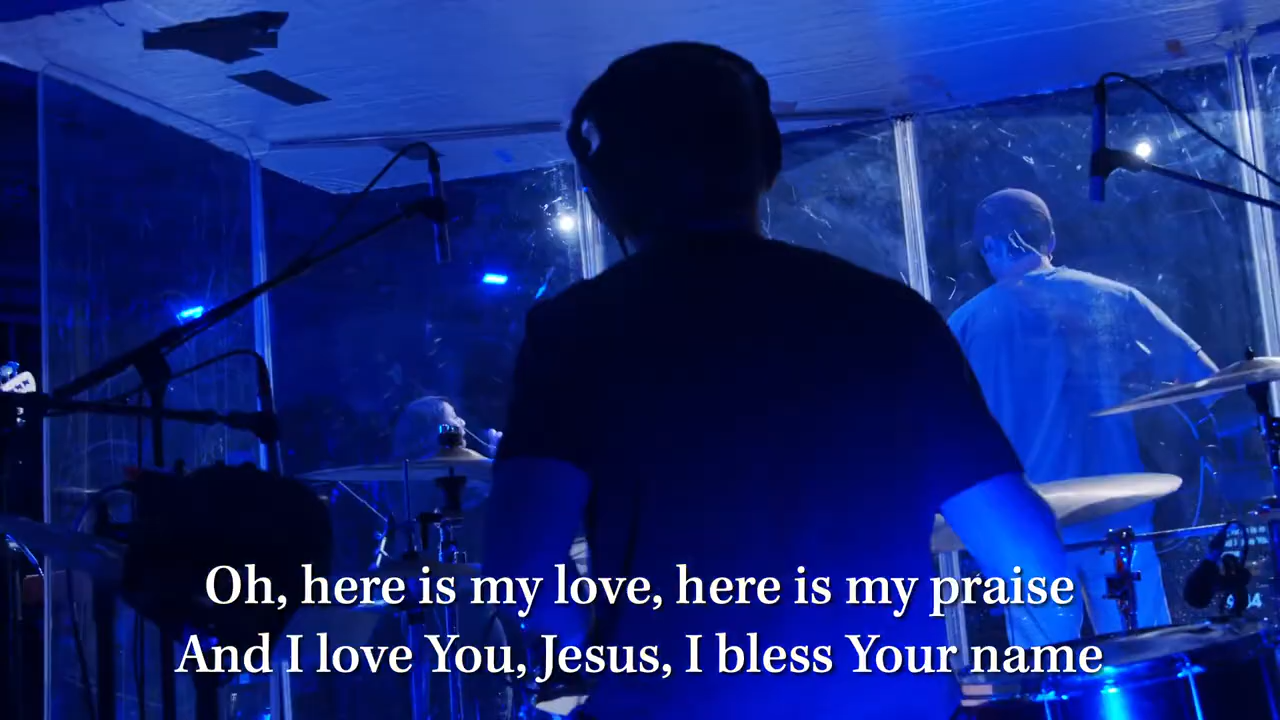 Oh, here is my love, here is my praise
And I love You, Jesus, I bless Your name